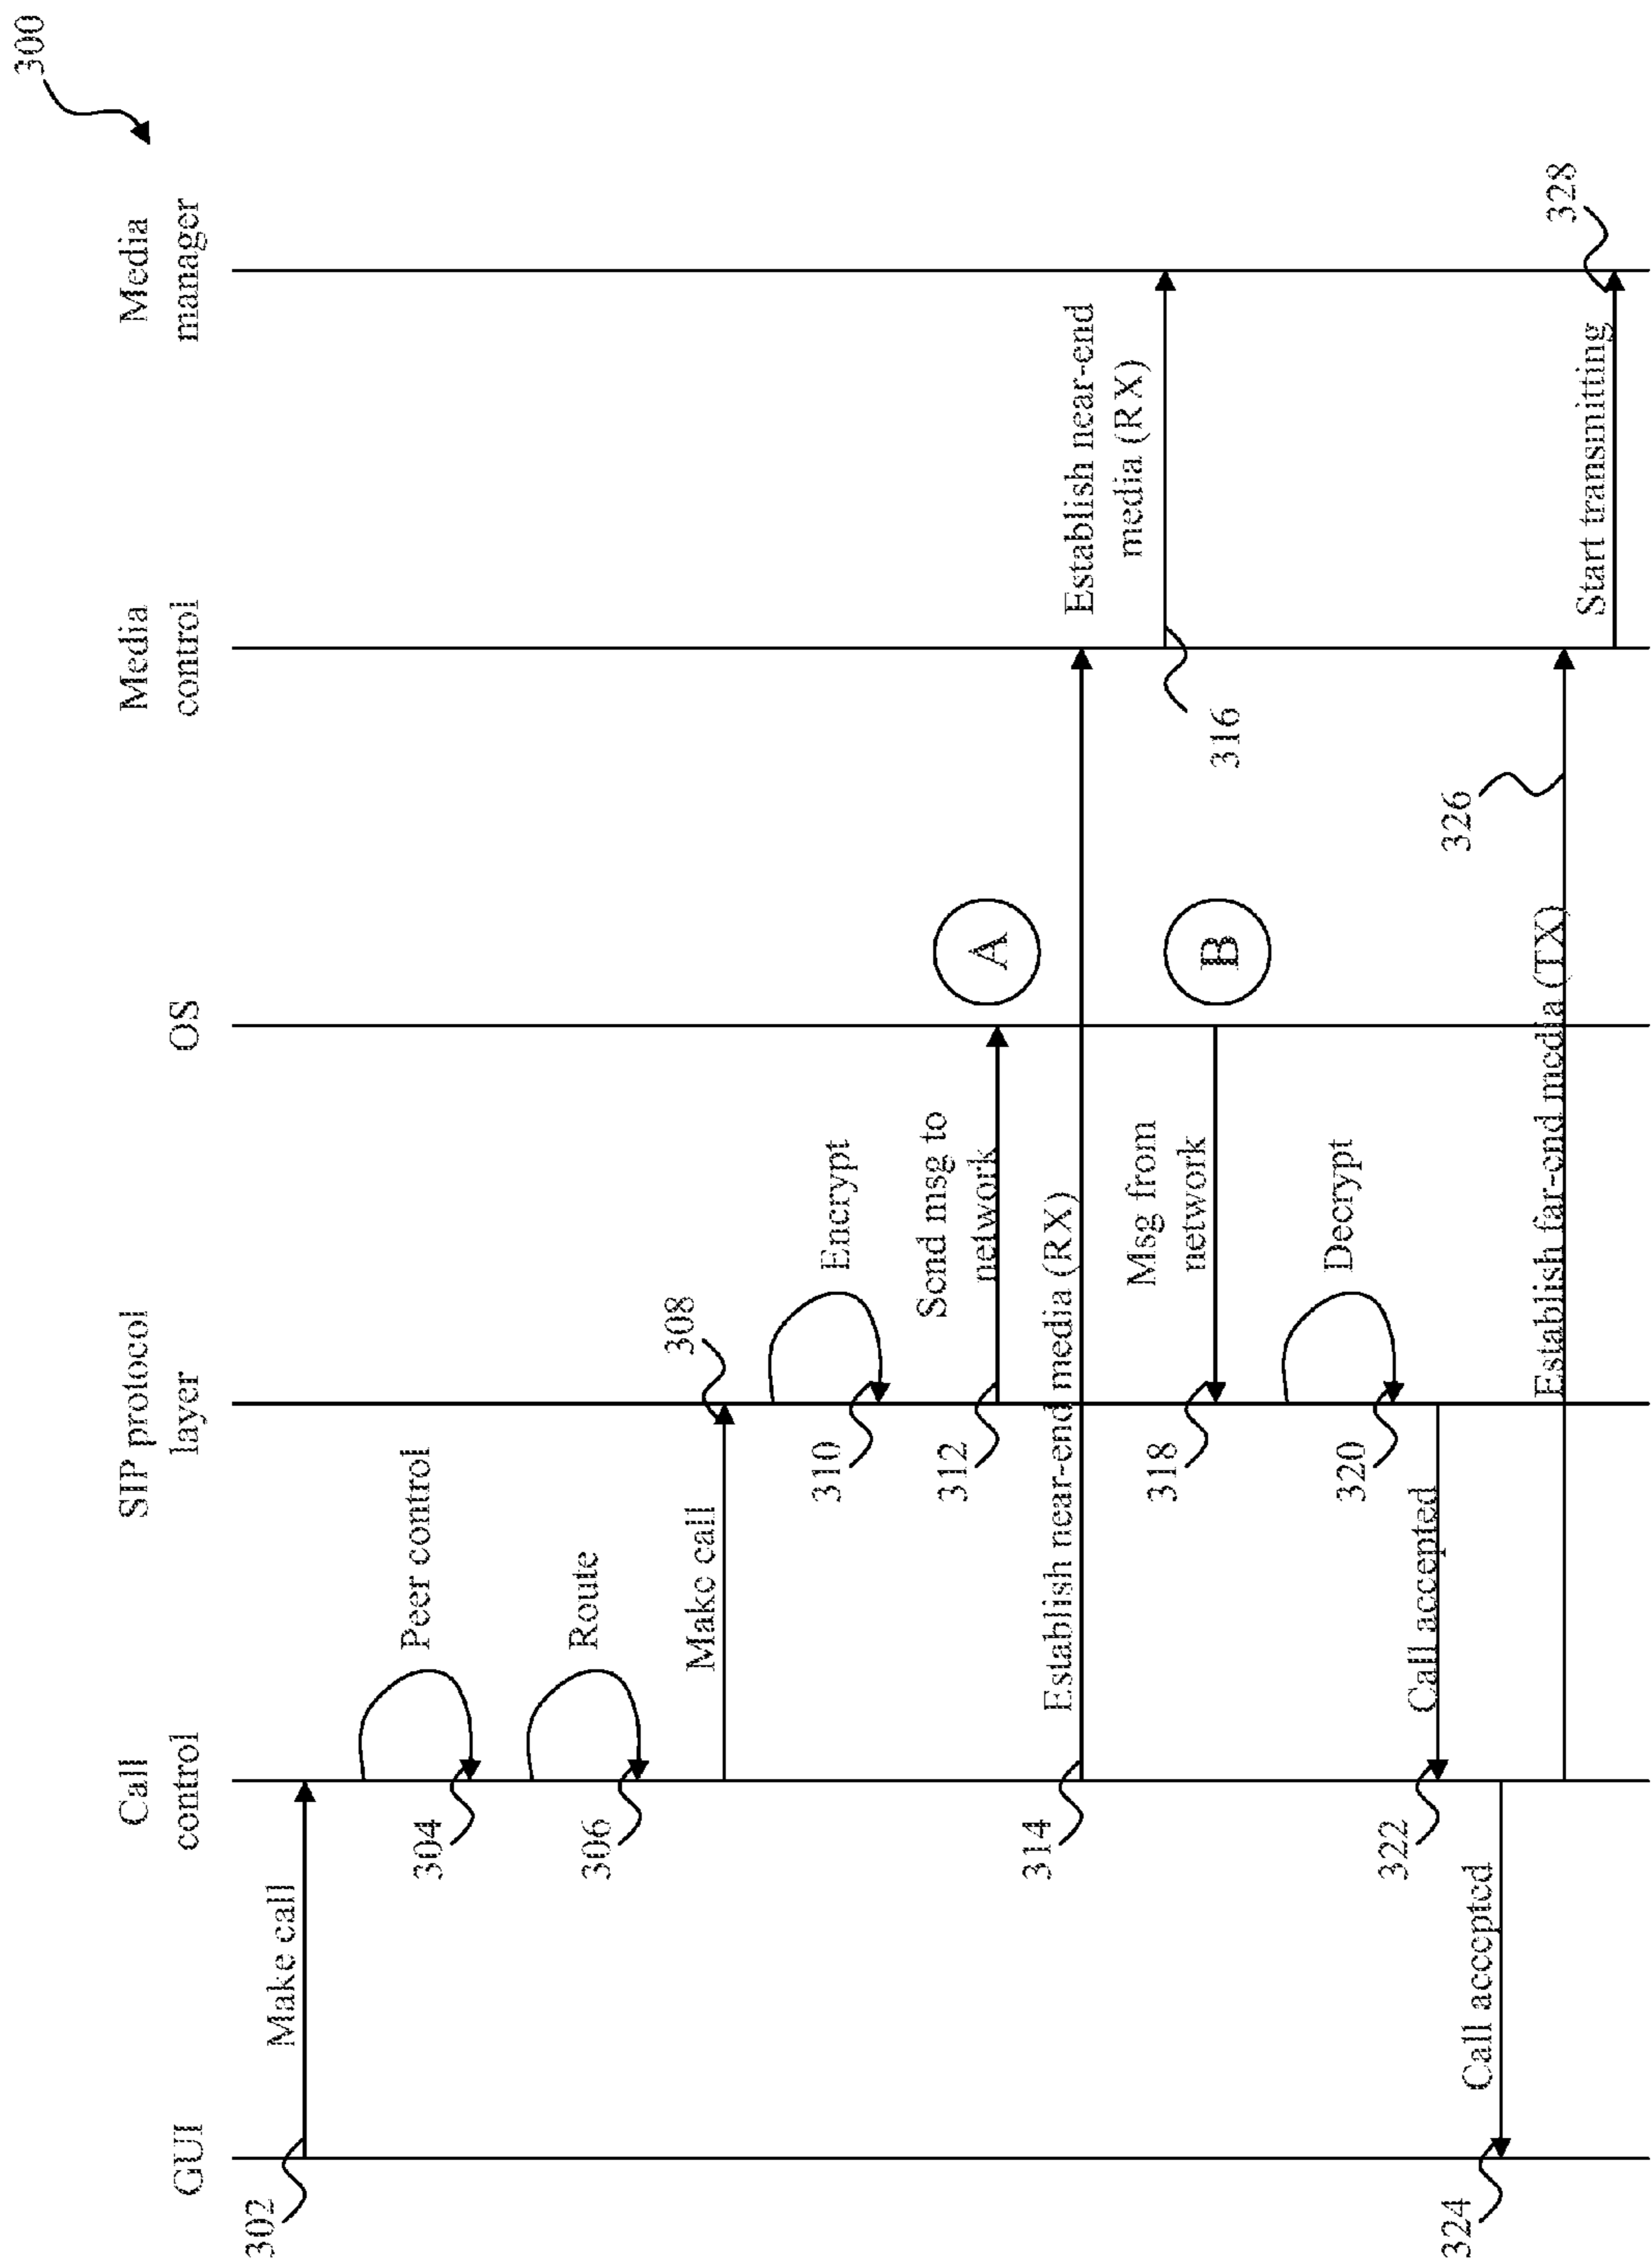 300
GUI
Call
control
SIP protocol
layer
OS
Media
control
Media
manager
302
Make call
304
Peer control
306
Route
Make call
308
310
Encrypt
312
Send msg to
network
A
314
Establish near-end media (RX)
Establish near-end
media (RX)
316
318
Msg from
network
B
320
Decrypt
322
Call accepted
324
Call accepted
Establish far-end media (TX)
326
Start transmitting
328